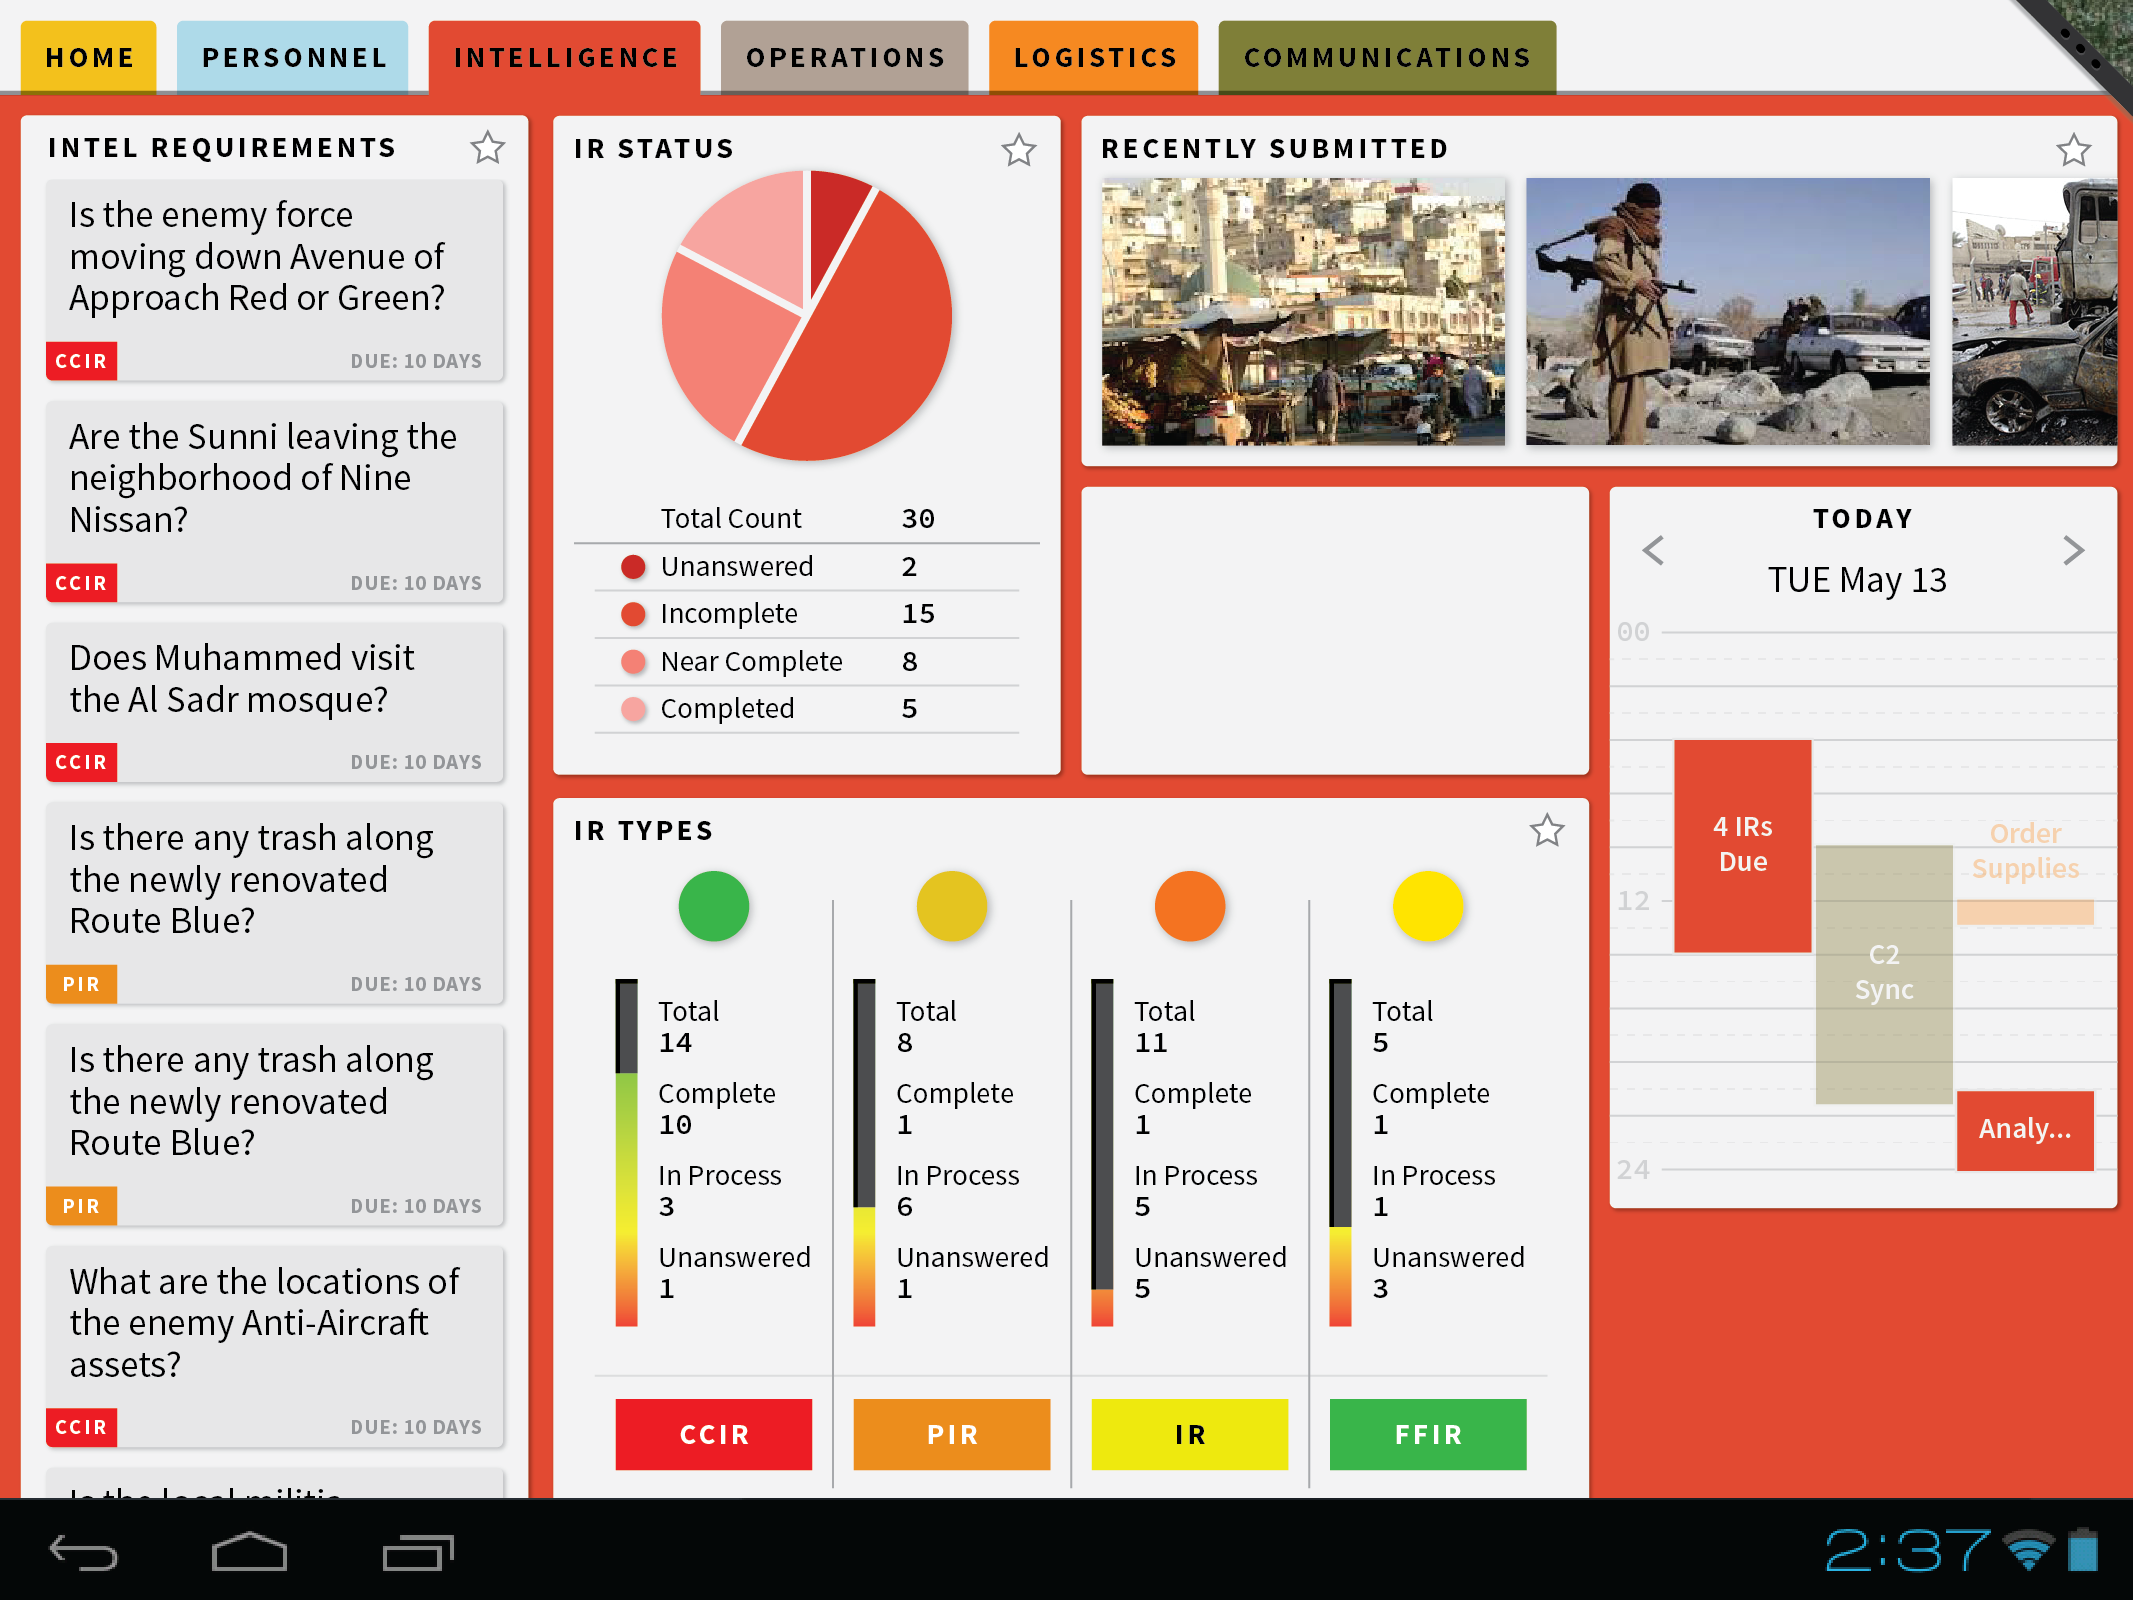 HOME
PERSONNEL
INTELLIGENCE
OPERATIONS
LOGISTICS
COMMUNICATIONS
INTEL REQUIREMENTS
Is the enemy force
moving down Avenue of
Approach Red or Green?
CCIR
DUE: 10 DAYS
Are the Sunni leaving the
neighborhood of Nine
Nissan?
CCIR
DUE: 10 DAYS
Does Muhammed visit
the Al Sadr mosque?
CCIR
DUE: 10 DAYS
Is there any trash along
the newly renovated
Route Blue?
PIR
DUE: 10 DAYS
Is there any trash along
the newly renovated
Route Blue?
PIR
DUE: 10 DAYS
What are the locations of
the enemy Anti-Aircraft
assets?
CCIR
DUE: 10 DAYS
Is the local militia
IR STATUS
Total Count 30
Unanswered 2
Incomplete 15
Near Complete 8
Completed 5
RECENTLY SUBMITTED
IR TYPES
Total
14
Complete
10
In Process
3
Unanswered
1
CCIR
Total
8
Complete
1
In Process
6
Unanswered
1
PIR
Total
11
Complete
1
In Process
5
Unanswered
5
IR
Total
5
Complete
1
In Process
1
Unanswered
3
FFIR
TODAY
TUE May 13
00
4 IRs
Due
Order
Supplies
12
C2
Sync
Analy...
24
2:37